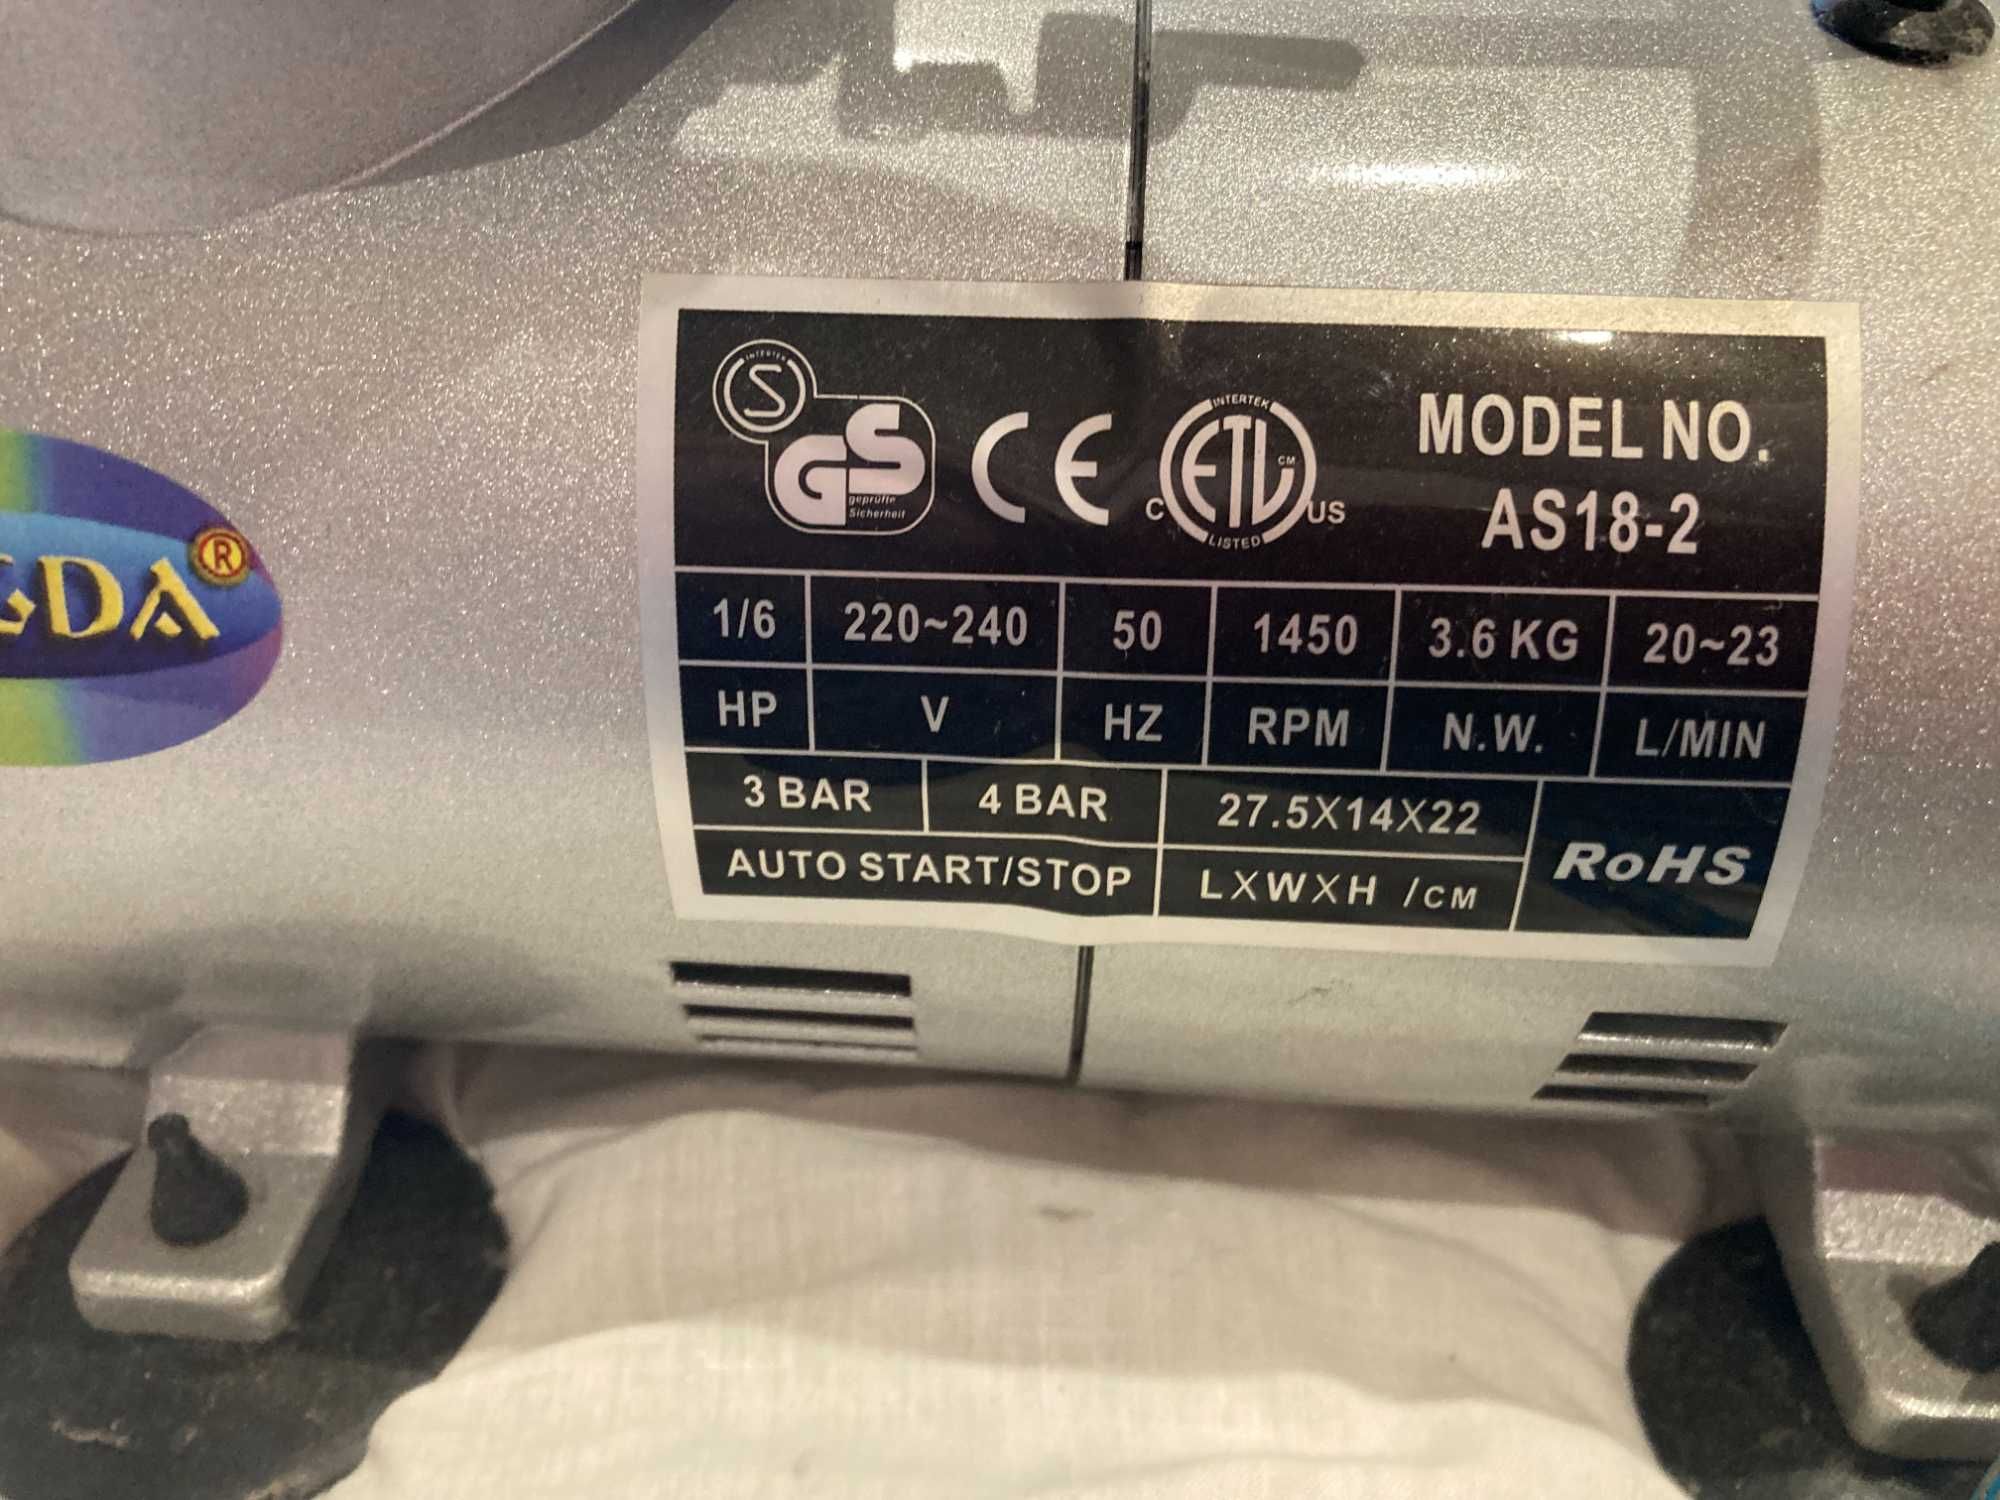 INTERTEK
S
GS
geprüfte
Sicherheit
CE
INTERTEK
ETL CM
C US
LISTED
MODEL NO.
AS18-2
GDA®
1/6 220~240 50 1450 3.6 KG 20~23
HP V HZ RPM N.W. L/MIN
3 BAR 4 BAR 27.5X14X22
AUTO START/STOP LXWXH /CM
RoHS